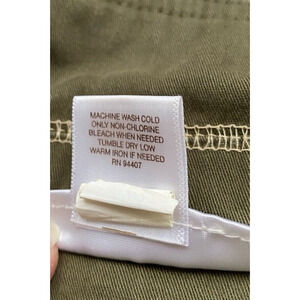 MACHINE WASH COLD
ONLY NON-CHLORINE
BLEACH WHEN NEEDED
TUMBLE DRY LOW
WARM IRON IF NEEDED
RN 94407